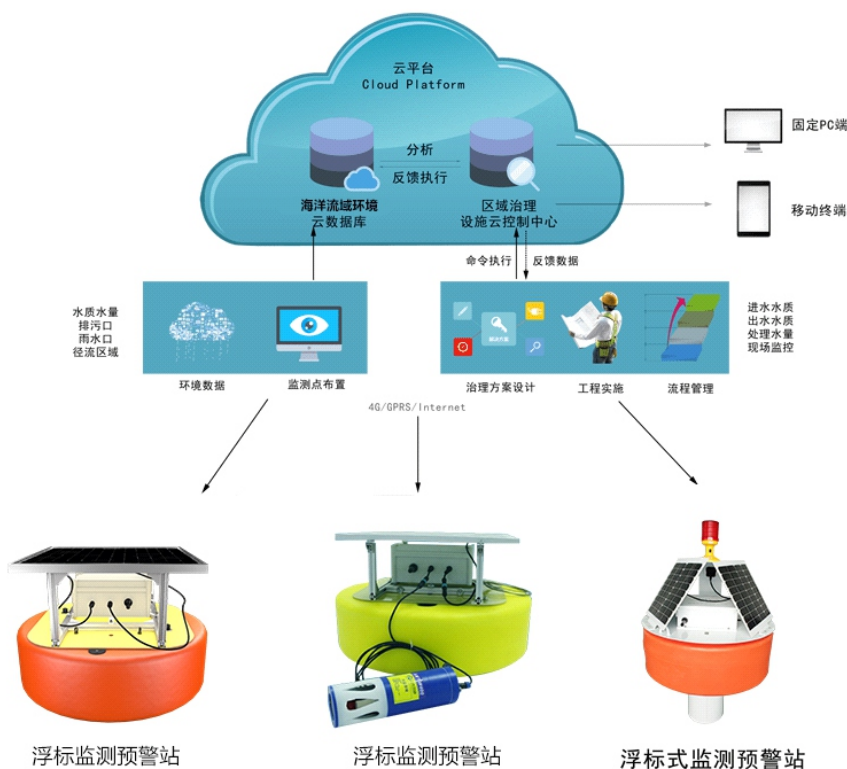 云平台
Cloud Platform
分析
反馈执行
海洋流域环境
云数据库
区域治理
设施云控制中心
固定PC端
移动终端
命令执行
反馈数据
水质水量
排污口
雨水口
径流区域
解决方案
进水水质
出水水质
处理水量
现场监控
环境数据
监测点布置
治理方案设计
工程实施
流程管理
4G/GPRS/Internet
浮标监测预警站
浮标监测预警站
浮标式监测预警站